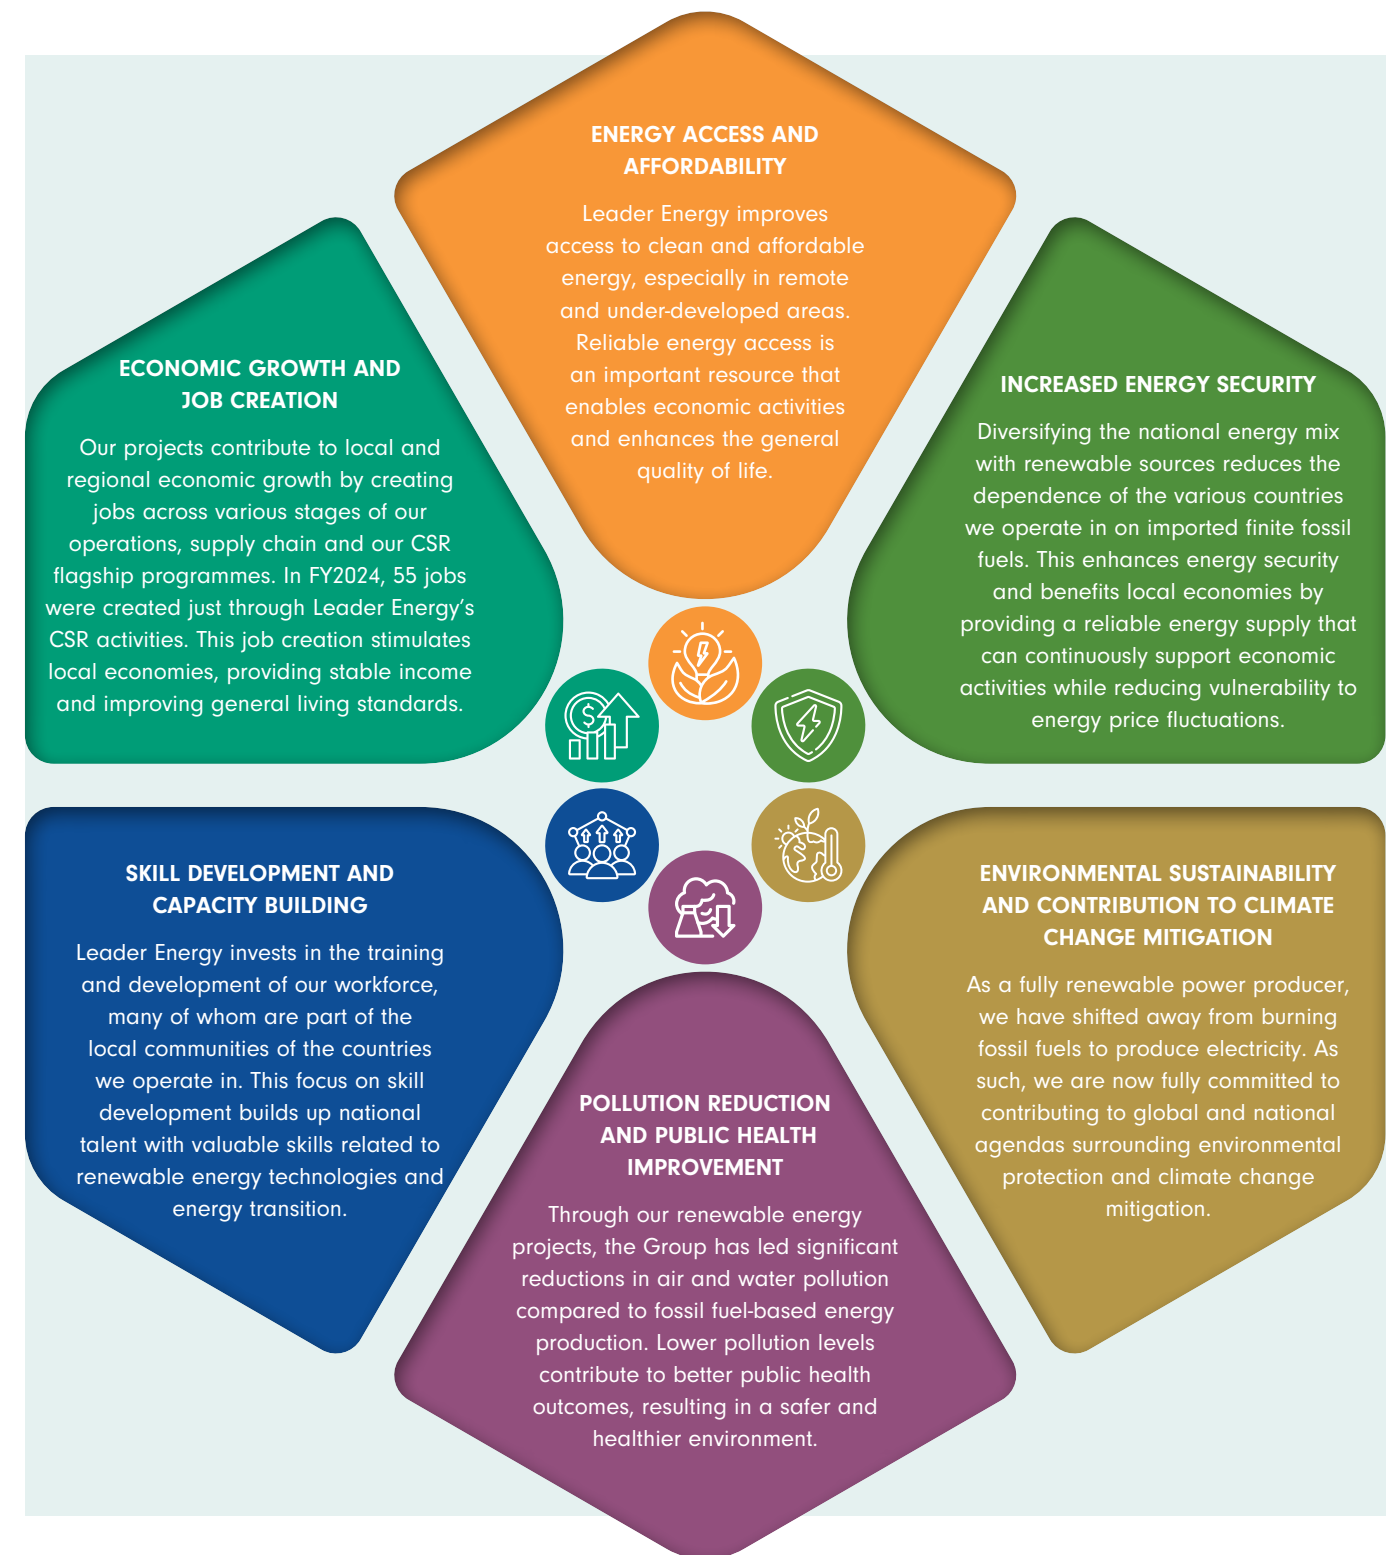 ENERGY ACCESS AND
AFFORDABILITY
Leader Energy improves
access to clean and affordable
energy, especially in remote
and under-developed areas.
Reliable energy access is
an important resource that
enables economic activities
and enhances the general
quality of life.
ECONOMIC GROWTH AND
JOB CREATION
Our projects contribute to local and
regional economic growth by creating
jobs across various stages of our
operations, supply chain and our CSR
flagship programmes. In FY2024, 55 jobs
were created just through Leader Energy’s
CSR activities. This job creation stimulates
local economies, providing stable income
and improving general living standards.
INCREASED ENERGY SECURITY
Diversifying the national energy mix
with renewable sources reduces the
dependence of the various countries
we operate in on imported finite fossil
fuels. This enhances energy security
and benefits local economies by
providing a reliable energy supply that
can continuously support economic
activities while reducing vulnerability to
energy price fluctuations.
SKILL DEVELOPMENT AND
CAPACITY BUILDING
Leader Energy invests in the training
and development of our workforce,
many of whom are part of the
local communities of the countries
we operate in. This focus on skill
development builds up national
talent with valuable skills related to
renewable energy technologies and
energy transition.
ENVIRONMENTAL SUSTAINABILITY
AND CONTRIBUTION TO CLIMATE
CHANGE MITIGATION
As a fully renewable power producer,
we have shifted away from burning
fossil fuels to produce electricity. As
such, we are now fully committed to
contributing to global and national
agendas surrounding environmental
protection and climate change
mitigation.
POLLUTION REDUCTION
AND PUBLIC HEALTH
IMPROVEMENT
Through our renewable energy
projects, the Group has led significant
reductions in air and water pollution
compared to fossil fuel-based energy
production. Lower pollution levels
contribute to better public health
outcomes, resulting in a safer and
healthier environment.